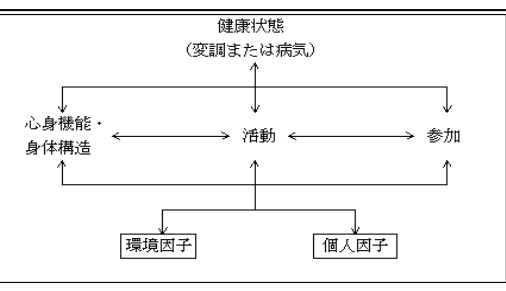 健康状態
(変調または病気)
心身機能・
身体構造
活動
参加
環境因子
個人因子